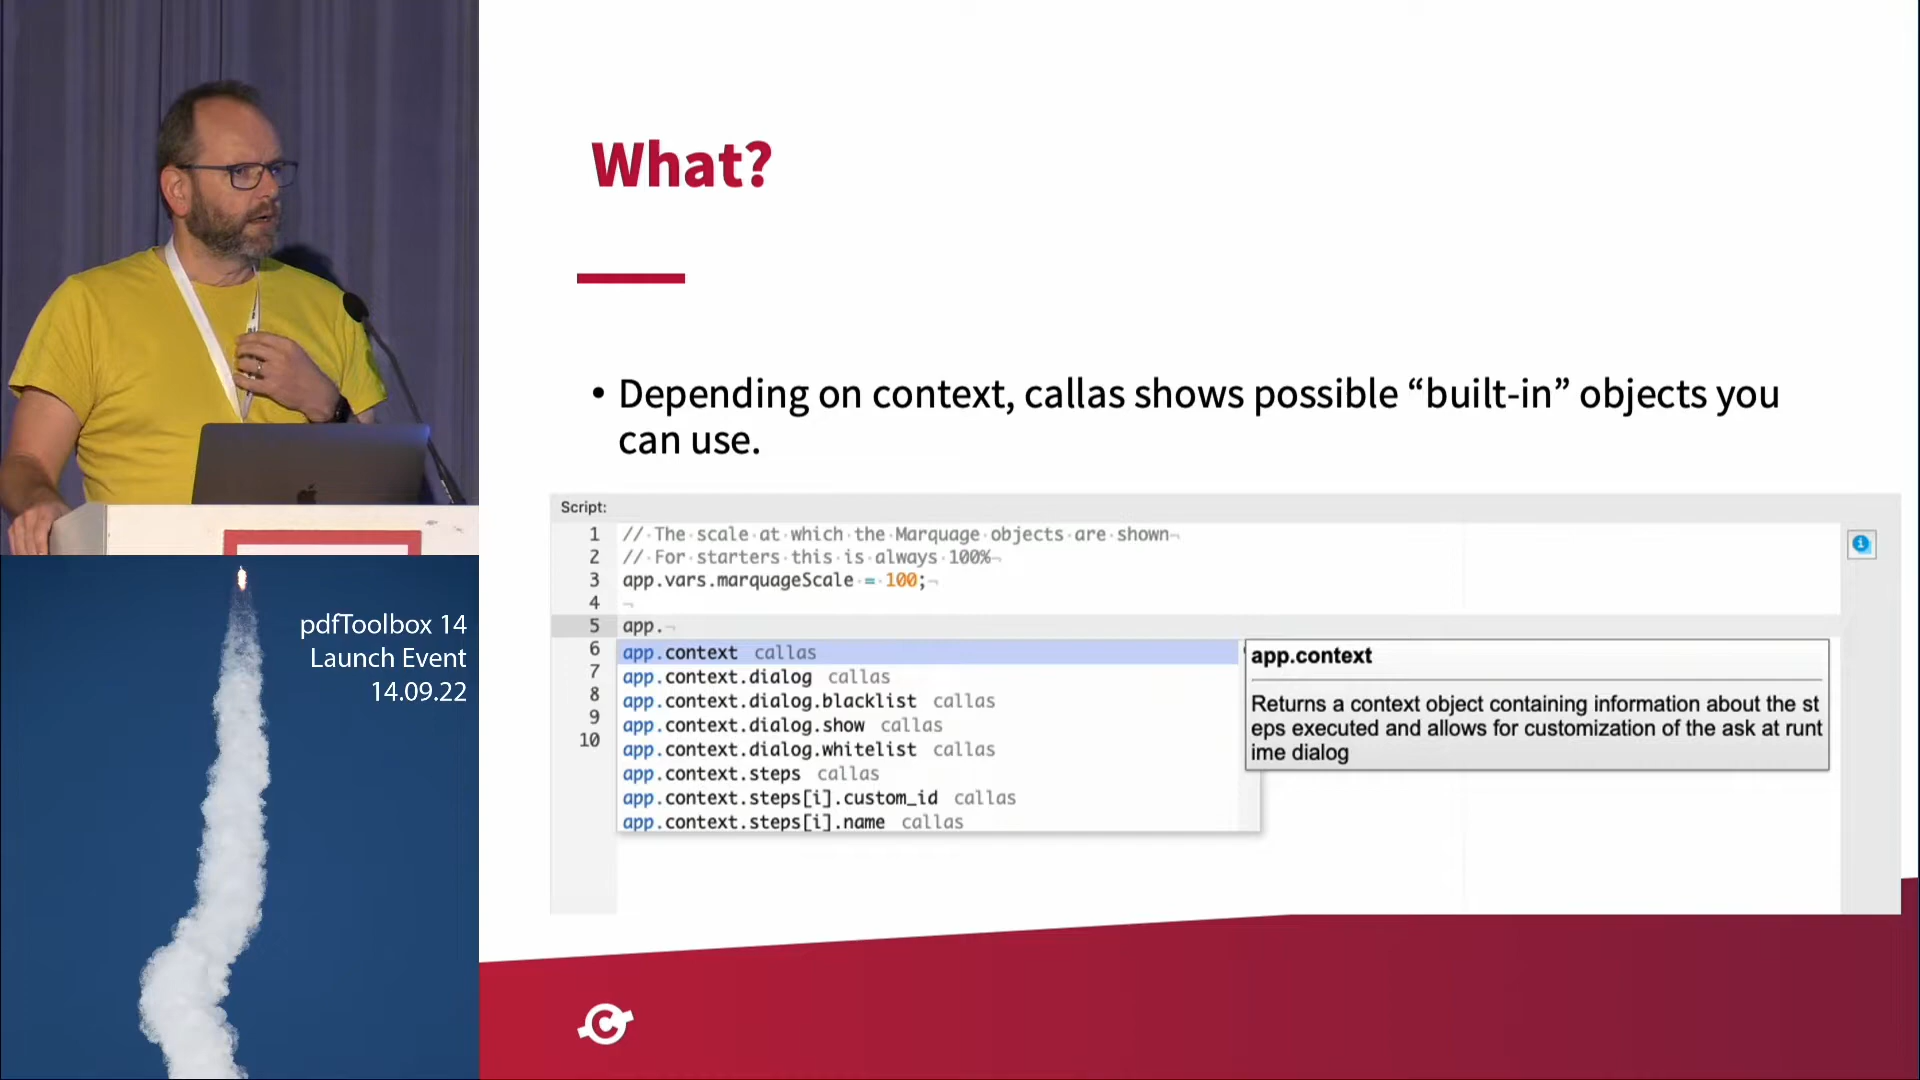 What?
• Depending on context, callas shows possible “built-in” objects you
can use.
Script:
1 // The scale at which the Marquage objects are shown
2 // For starters this is always 100%
3 app.vars.marquageScale = 100;
4
5 app.
6
7
8
9
10
app.context callas
app.context.dialog callas
app.context.dialog.blacklist callas
app.context.dialog.show callas
app.context.dialog.whitelist callas
app.context.steps callas
app.context.steps[i].custom_id callas
app.context.steps[i].name callas
app.context
Returns a context object containing information about the st
eps executed and allows for customization of the ask at runt
ime dialog
pdfToolbox 14
Launch Event
14.09.22